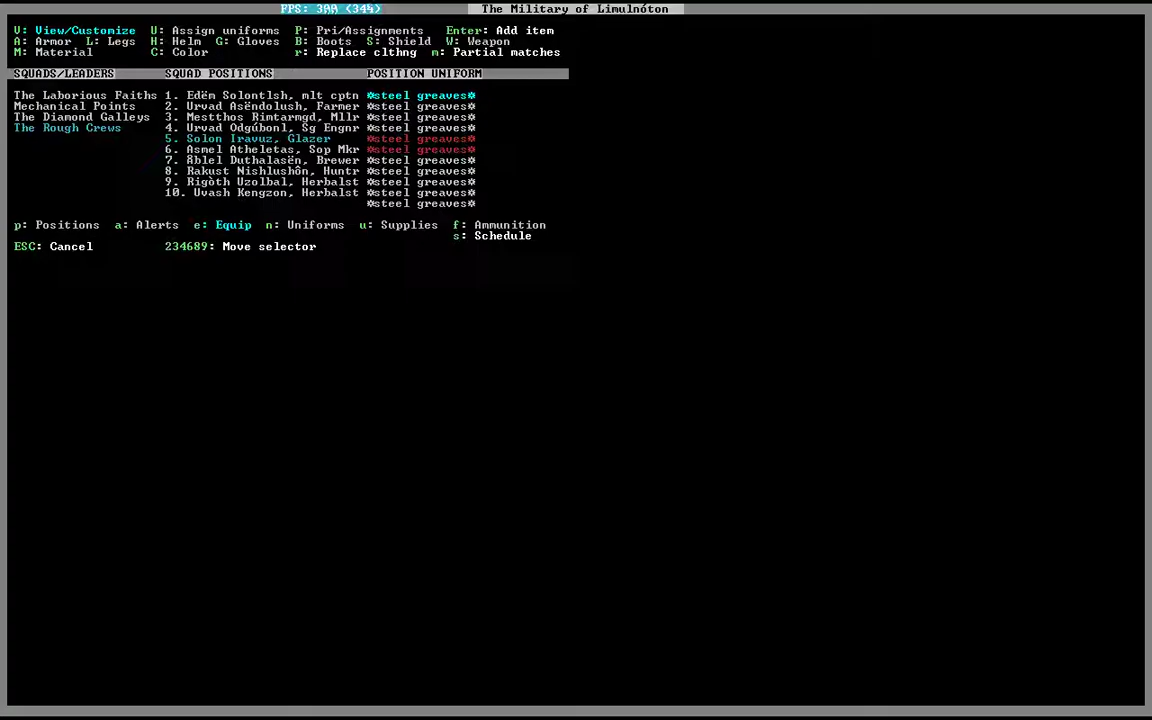 FPS: 300 (344) The Military of Limulnóton
V: View/Customize U: Assign uniforms P: Pri/Assignments Enter: Add item
A: Armor L: Legs H: Helm G: Gloves B: Boots S: Shield W: Weapon
M: Material C: Color r: Replace clthng m: Partial matches
SQUADS/LEADERS SQUAD POSITIONS POSITION UNIFORM
The Laborious Faiths 1. Edëm Solontlsh, mlt cptn ☼steel greaves☼
Mechanical Points 2. Urvad Asëndolush, Farmer ☼steel greaves☼
The Diamond Galleys 3. Mestthos Rimtarmgd, Mllr ☼steel greaves☼
The Rough Crews 4. Urvad Odgúbonl, Sg Engnr ☼steel greaves☼
5. Solon Iravuz, Glazer ☼steel greaves☼
6. Asmel Atheletas, Sop Mkr ☼steel greaves☼
7. Åblel Duthalasën, Brewer ☼steel greaves☼
8. Rakust Nishlushôn, Huntr ☼steel greaves☼
9. Rigòth Uzolbal, Herbalst ☼steel greaves☼
10. Uvash Kengzon, Herbalst ☼steel greaves☼
☼steel greaves☼
p: Positions a: Alerts e: Equip n: Uniforms u: Supplies f: Ammunition
s: Schedule
ESC: Cancel 234689: Move selector